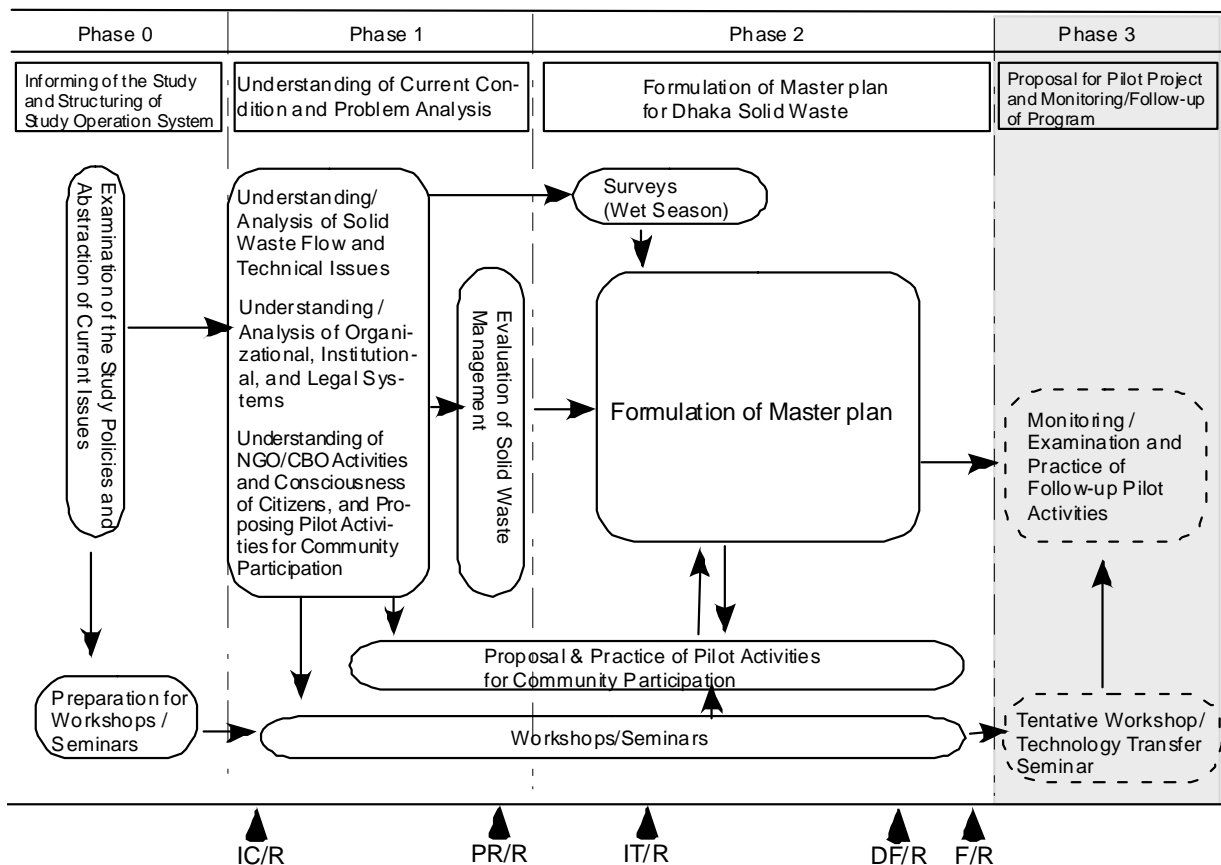 Phase 0
Phase 1
Phase 2
Phase 3
Informing of the Study
and Structuring of
Study Operation System
Understanding of Current Con-
dition and Problem Analysis
Formulation of Master plan
for Dhaka Solid Waste
Proposal for Pilot Project
and Monitoring/Follow-up
of Program
Examination of the Study Policies and
Abstraction of Current Issues
Understanding/
Analysis of Solid
Waste Flow and
Technical Issues
Understanding /
Analysis of Organi-
zational, Institution-
al, and Legal Sys-
tems
Understanding of
NGO/CBO Activities
and Consciousness
of Citizens, and Pro-
posing Pilot Activi-
ties for Community
Participation
Evaluation of Solid Waste
Management
Surveys
(Wet Season)
Formulation of Master plan
Monitoring /
Examination and
Practice of
Follow-up Pilot
Activities
Proposal & Practice of Pilot Activities
for Community Participation
Preparation for
Workshops /
Seminars
Workshops/Seminars
Tentative Workshop/
Technology Transfer
Seminar
IC/R
PR/R
IT/R
DF/R
F/R